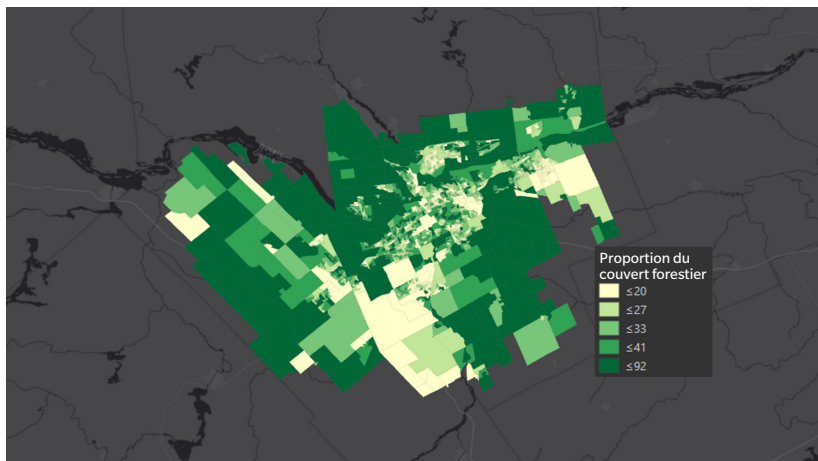 Proportion du
couvert forestier
≤20
≤27
≤33
≤41
≤92